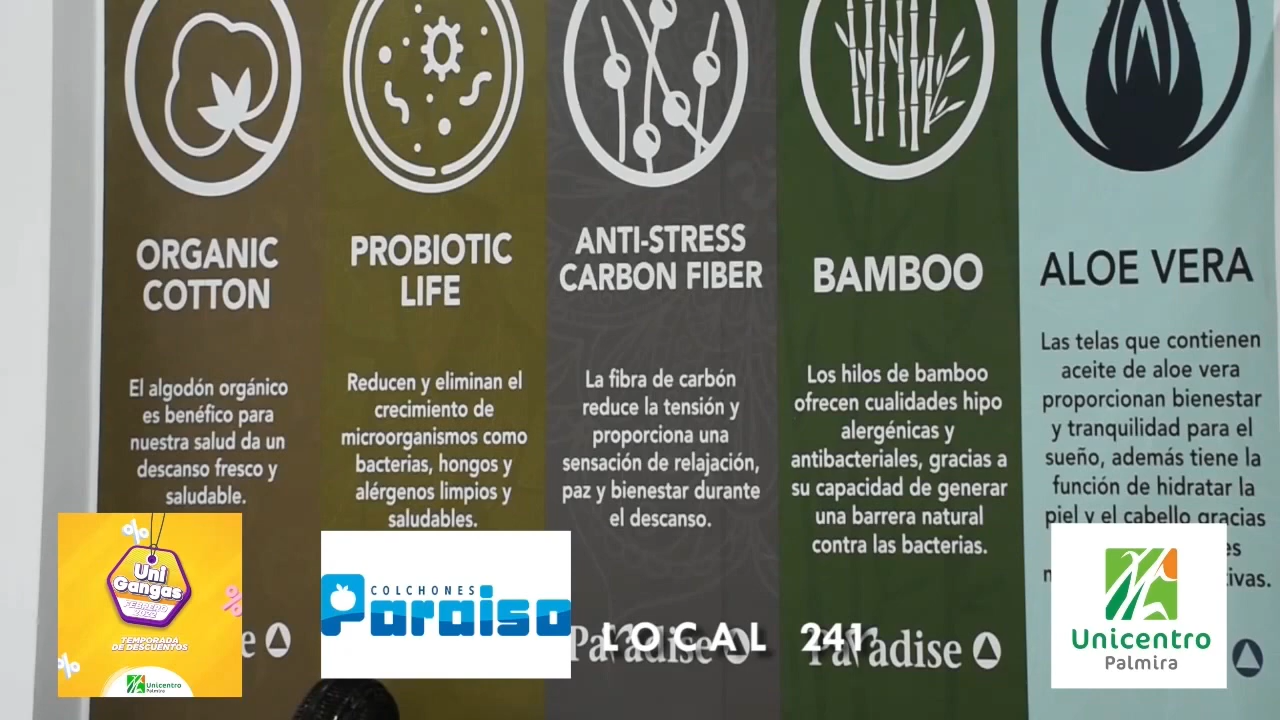 ORGANIC
COTTON
El algodón orgánico
es benéfico para
nuestra salud da un
descanso fresco y
saludable.
PROBIOTIC
LIFE
Reducen y eliminan el
crecimiento de
microorganismos como
bacterias, hongos y
alérgenos limpios y
saludables.
ANTI-STRESS
CARBON FIBER
La fibra de carbón
reduce la tensión y
proporciona una
sensación de relajación,
paz y bienestar durante
el descanso.
BAMBOO
Los hilos de bamboo
ofrecen cualidades hipo
alergénicas y
antibacteriales, gracias a
su capacidad de generar
una barrera natural
contra las bacterias.
ALOE VERA
Las telas que contienen
aceite de aloe vera
proporcionan bienestar
y tranquilidad para el
sueño, además tiene la
función de hidratar la
piel y el cabello gracias
Uni
Gangas
FEBRERO
TEMPORADA
DE DESCUENTOS
Unicentro
Palmira
COLCHONES
Paraiso
Paradise
LOCAL 241
Paradise
Unicentro
Palmira